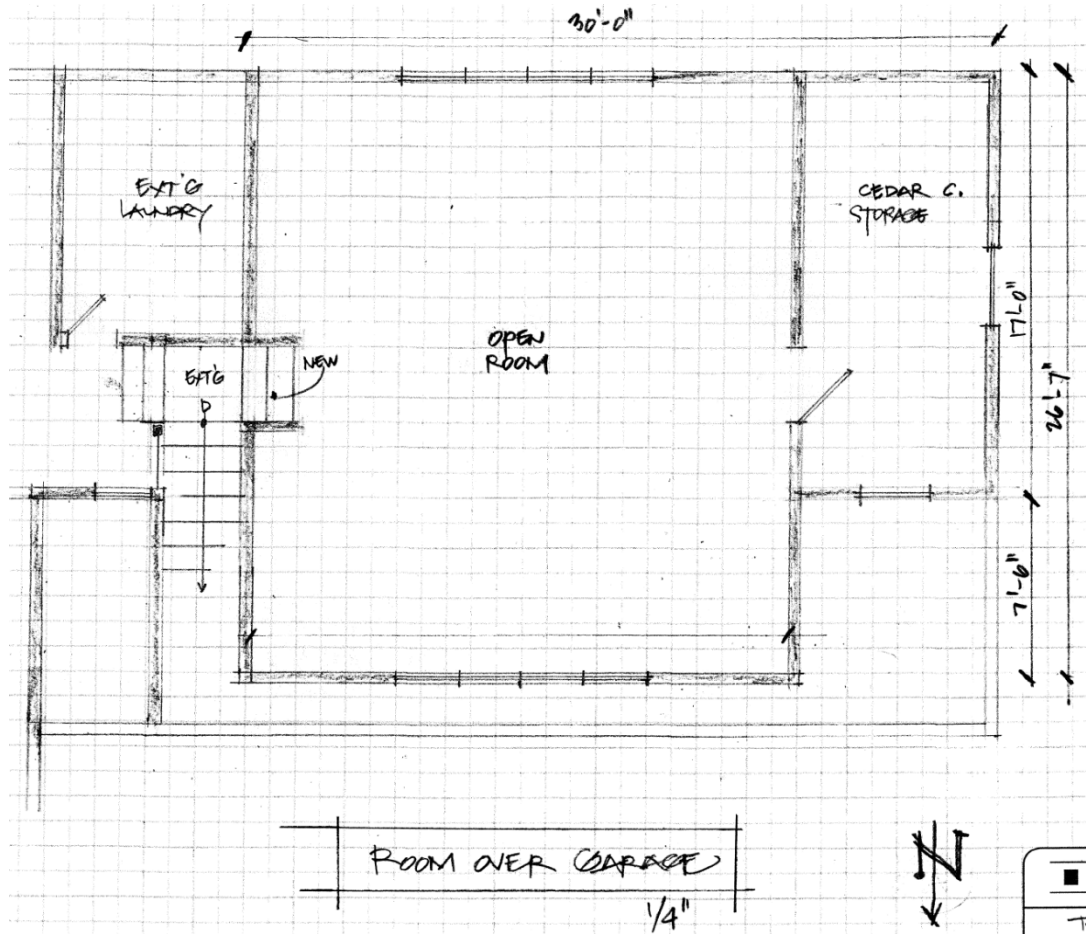 30'-0"
EXT'G
LAUNDRY
CEDAR C.
STORAGE
17'-0"
OPEN
ROOM
EXT'G
NEW
D
26'-7"
7'-6"
ROOM OVER GARAGE
1/4"
N